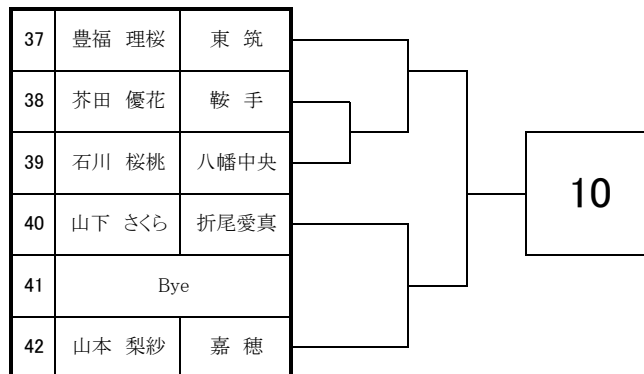 37 豊福 理桜 東 筑
38 芥田 優花 鞍 手
39 石川 桜桃 八幡中央
40 山下 さくら 折尾愛真
41 Bye
42 山本 梨紗 嘉 穂
10